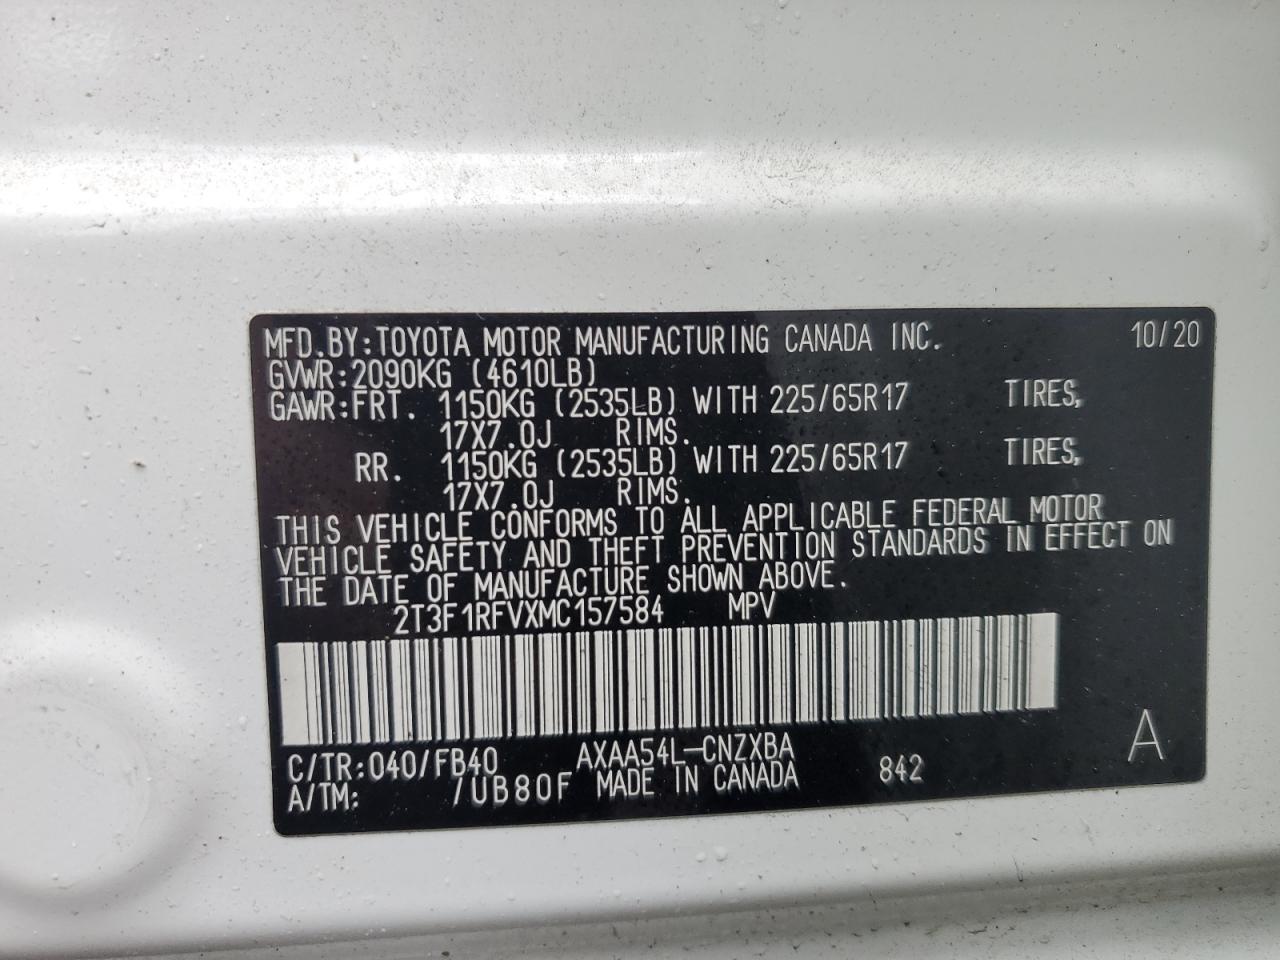 MFD.BY:TOYOTA MOTOR MANUFACTURING CANADA INC. 10/20
GVWR:2090KG (4610LB)
GAWR:FRT. 1150KG (2535LB) WITH 225/65R17 TIRES,
17X7.0J RIMS.
RR. 1150KG (2535LB) WITH 225/65R17 TIRES,
17X7.0J RIMS.
THIS VEHICLE CONFORMS TO ALL APPLICABLE FEDERAL MOTOR
VEHICLE SAFETY AND THEFT PREVENTION STANDARDS IN EFFECT ON
THE DATE OF MANUFACTURE SHOWN ABOVE.
2T3F1RFVXMC157584 MPV
C/TR:040/FB40 AXAA54L-CNZXBA A
A/TM: /UB80F MADE IN CANADA 842